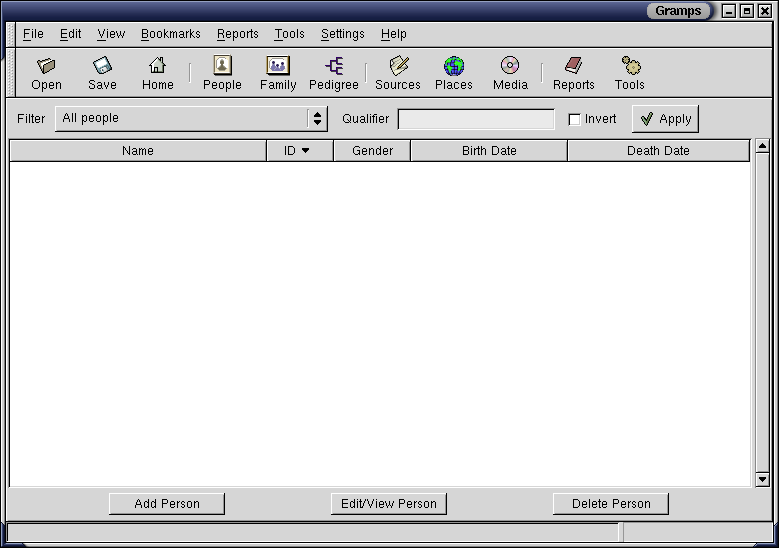 Gramps
File Edit View Bookmarks Reports Tools Settings Help
Open Save Home People Family Pedigree Sources Places Media Reports Tools
Filter All people Qualifier Invert Apply
Name ID Gender Birth Date Death Date
Add Person Edit/View Person Delete Person